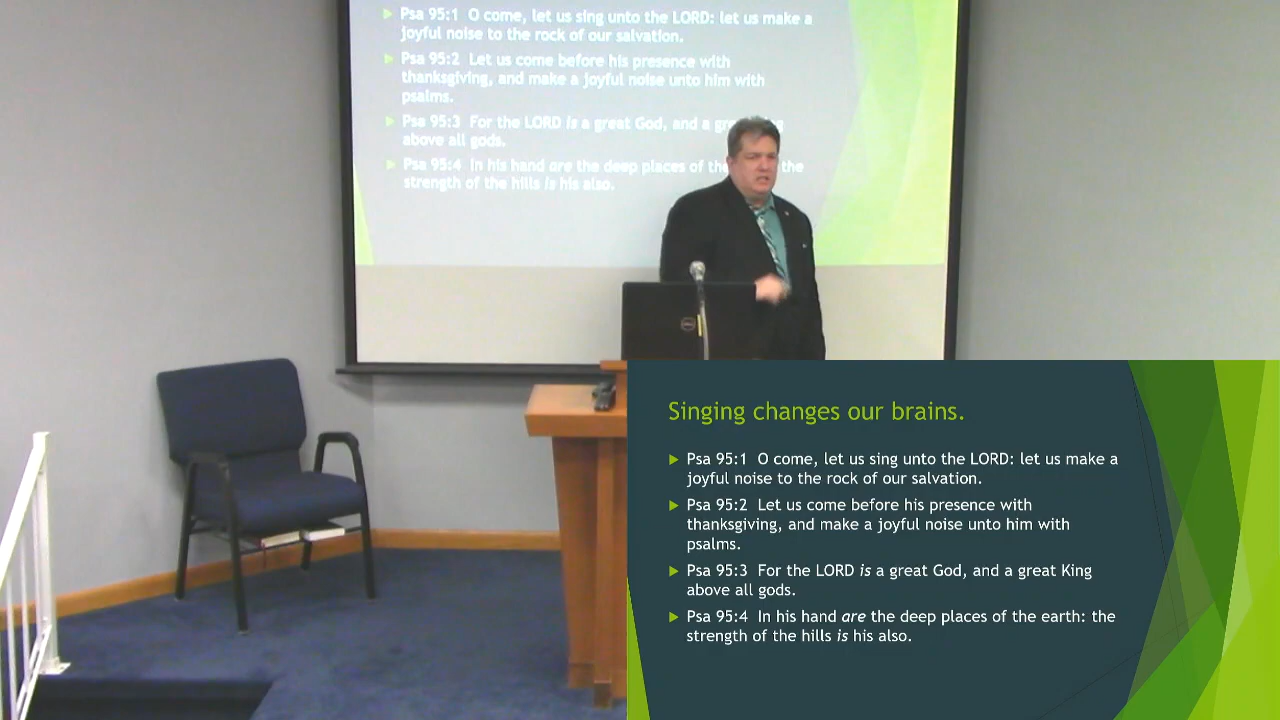 Psa 95:1 O come, let us sing unto the LORD: let us make a
joyful noise to the rock of our salvation.
Psa 95:2 Let us come before his presence with
thanksgiving, and make a joyful noise unto him with
psalms.
Psa 95:3 For the LORD is a great God, and a great
above all gods.
Psa 95:4 In his hand are the deep places of the the
strength of the hills is his also.
DELL
Singing changes our brains.
Psa 95:1 O come, let us sing unto the LORD: let us make a
joyful noise to the rock of our salvation.
Psa 95:2 Let us come before his presence with
thanksgiving, and make a joyful noise unto him with
psalms.
Psa 95:3 For the LORD is a great God, and a great King
above all gods.
Psa 95:4 In his hand are the deep places of the earth: the
strength of the hills is his also.